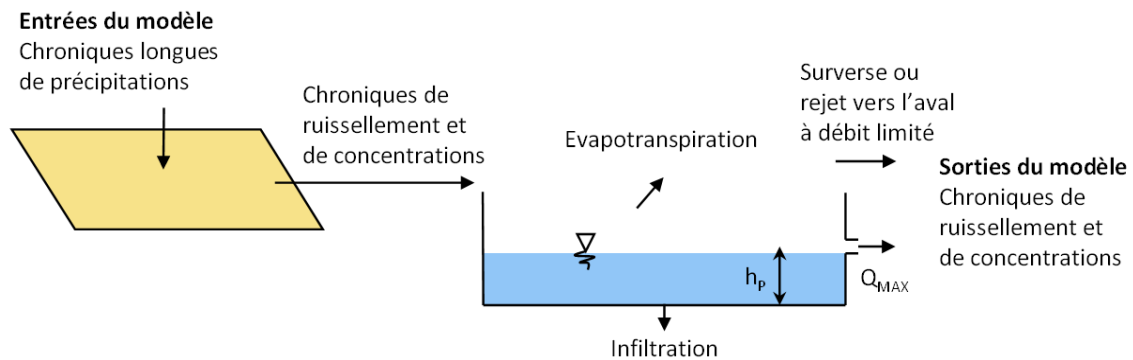 Entrées du modèle
Chroniques longues
de précipitations
Chroniques de
ruissellement et
de concentrations
Evapotranspiration
Surverse ou
rejet vers l'aval
à débit limité
Sorties du modèle
Chroniques de
ruissellement et
de concentrations
hP
QMAX
Infiltration